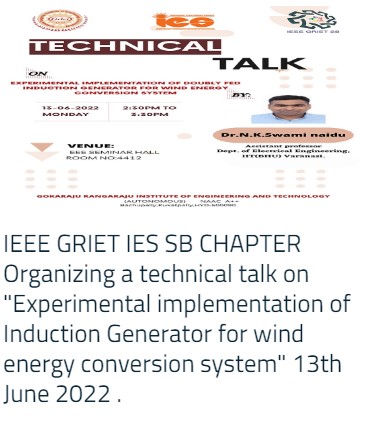 IEEE GRIET SB
TECHNICAL
TALK
ON
EXPERIMENTAL IMPLEMENTATION OF DOUBLY FED
INDUCTION GENERATOR FOR WIND ENERGY
CONVERSION SYSTEM
BY:
13-06-2022
MONDAY
2:30PM TO
3:30PM
Dr.N.K.Swami naidu
Assistant professor
Dept. of Electrical Engineering,
IIT(BHU) Varanasi.
VENUE:
EEE SEMINAR HALL
ROOM NO:4412
GOKARAJU RANGARAJU INSTITUTE OF ENGINEERING AND TECHNOLOGY
(AUTONOMOUS) NAAC A++
Bachupally,Kukatpally,HYD-500090
IEEE GRIET IES SB CHAPTER
Organizing a technical talk on
"Experimental implementation of
Induction Generator for wind
energy conversion system" 13th
June 2022 .